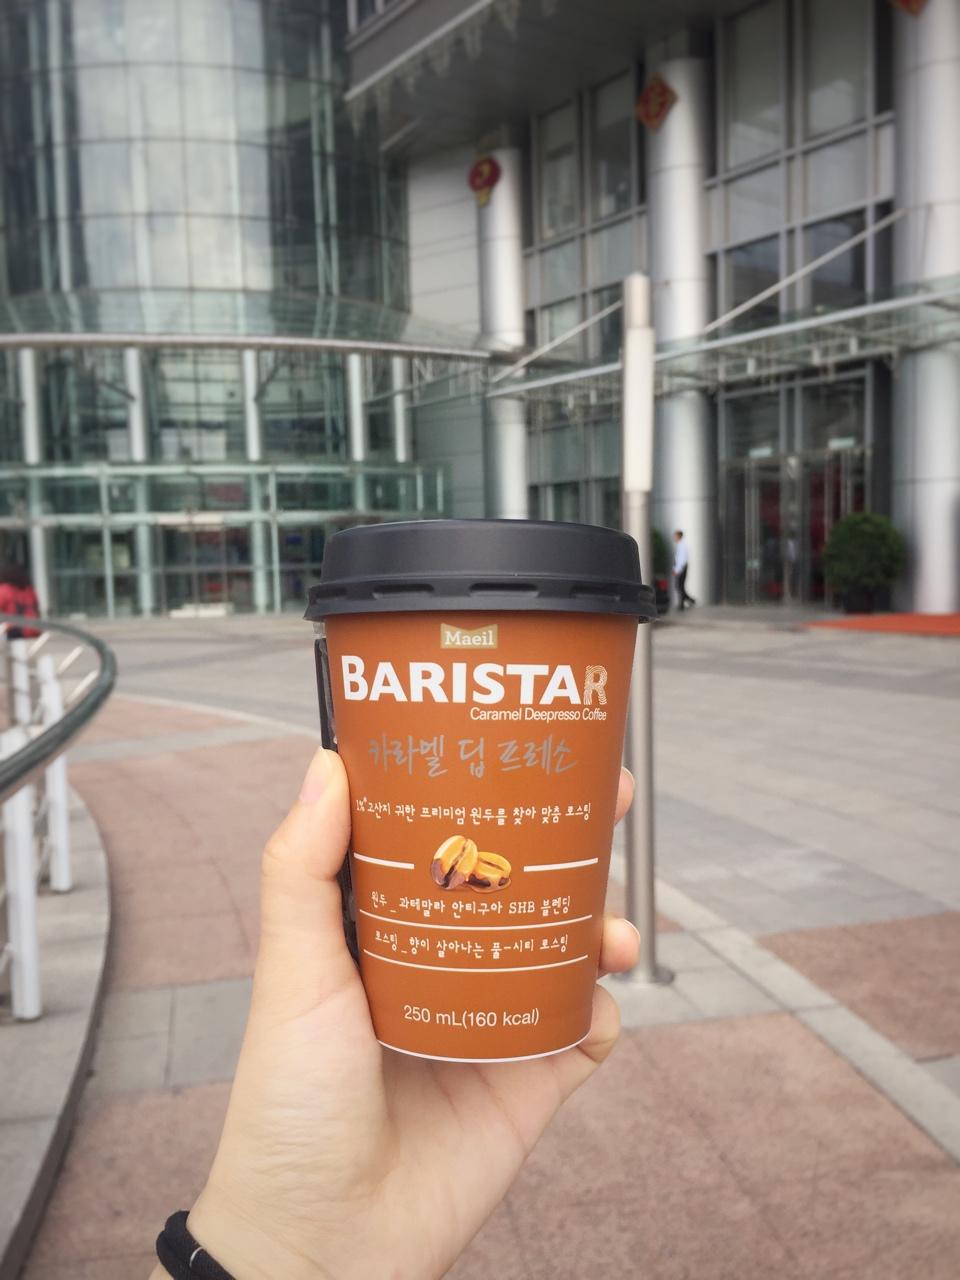 Maeil
BARISTAR
Caramel Deepresso Coffee
카라멜 딥 프레소
1%*고산지 귀한 프리미엄 원두를 찾아 맞춤 로스팅
원두_과테말라 안티구아 SHB 블렌딩
로스팅_향이 살아나는 풀-시티 로스팅
250 mL(160 kcal)